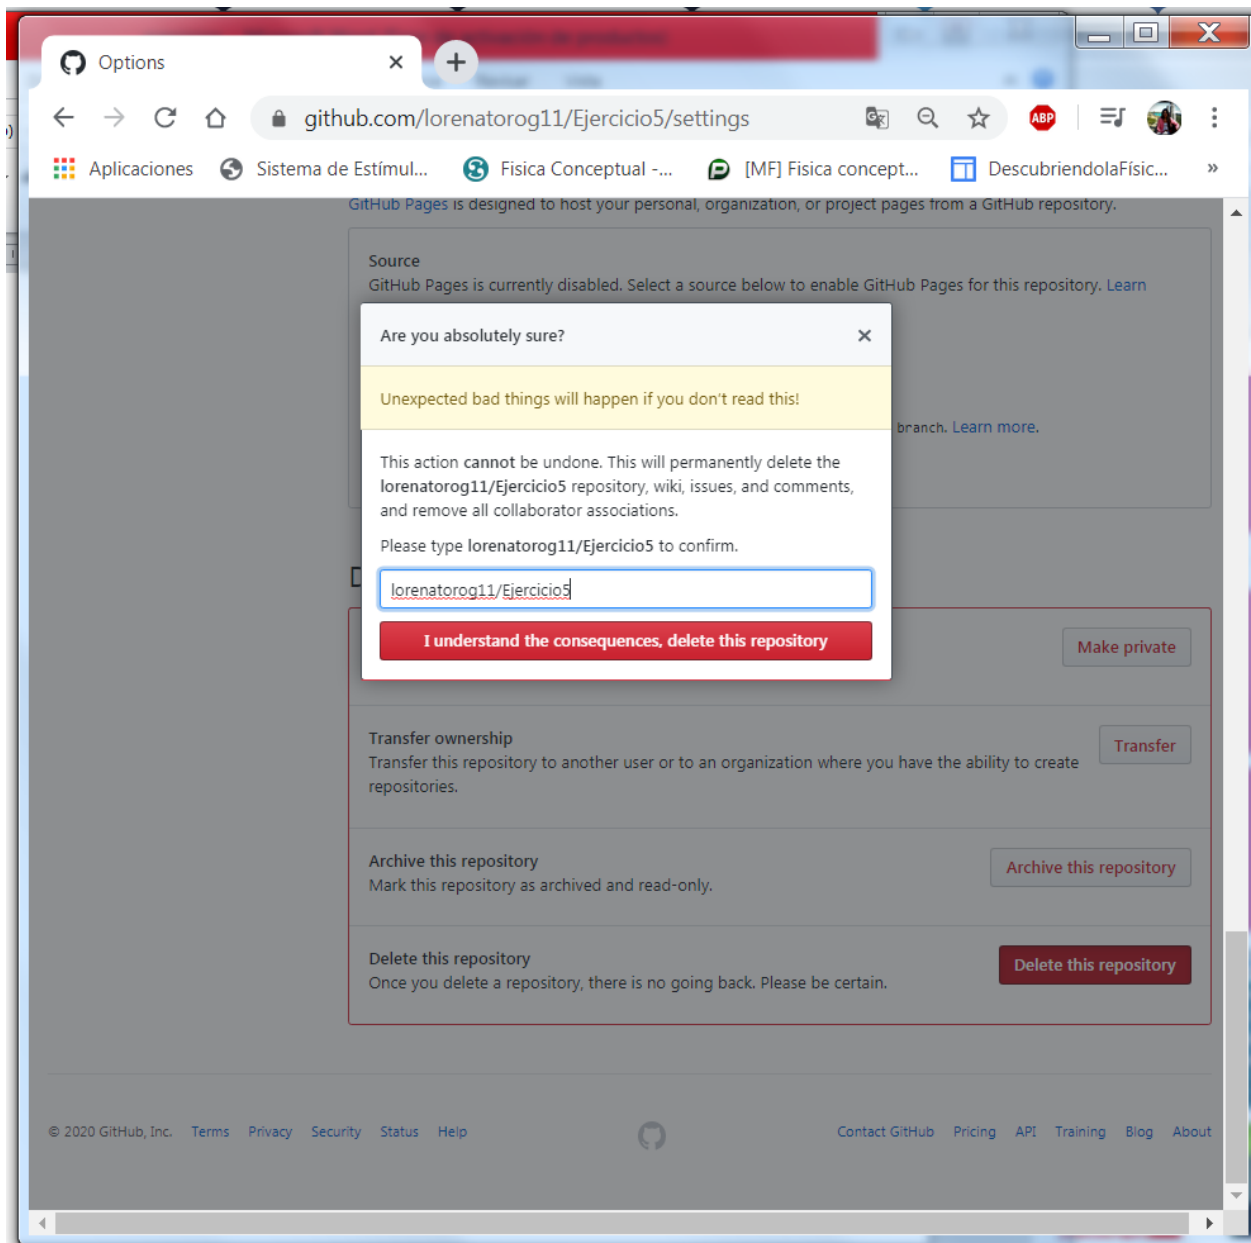 Options
github.com/lorenatorog11/Ejercicio5/settings
ABP
Aplicaciones
Sistema de Estímul...
Fisica Conceptual -...
[MF] Fisica concept...
DescubriendolaFísic...
»
GitHub Pages is designed to host your personal, organization, or project pages from a GitHub repository.
Source
GitHub Pages is currently disabled. Select a source below to enable GitHub Pages for this repository. Learn
Are you absolutely sure?
Unexpected bad things will happen if you don't read this!
branch. Learn more.
This action cannot be undone. This will permanently delete the
lorenatorog11/Ejercicio5 repository, wiki, issues, and comments,
and remove all collaborator associations.
Please type lorenatorog11/Ejercicio5 to confirm.
D
lorenatorog11/Ejercicio5
I understand the consequences, delete this repository
Make private
Transfer ownership
Transfer this repository to another user or to an organization where you have the ability to create
repositories.
Transfer
Archive this repository
Mark this repository as archived and read-only.
Archive this repository
Delete this repository
Once you delete a repository, there is no going back. Please be certain.
Delete this repository
© 2020 GitHub, Inc. Terms Privacy Security Status Help
Contact GitHub Pricing API Training Blog About